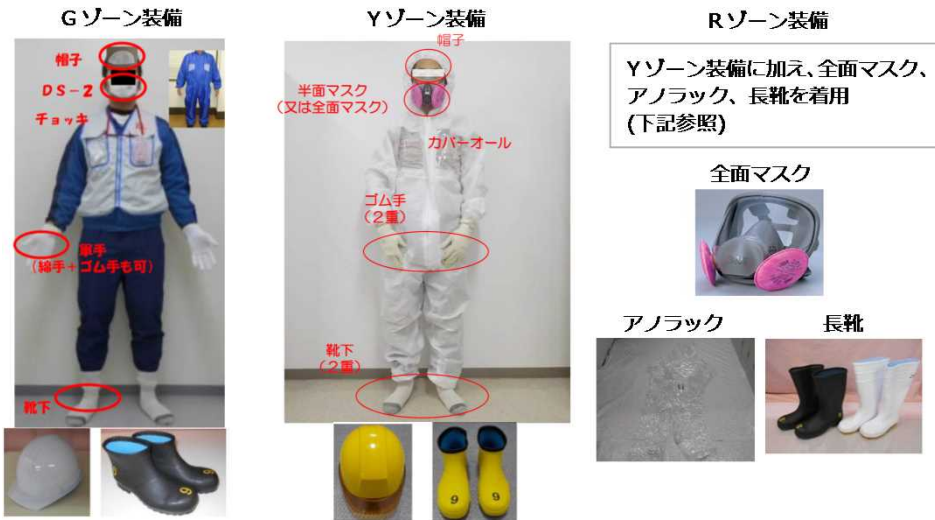 Gゾーン装備
帽子
DS-2
チョッキ
軍手
(綿手+ゴム手も可)
靴下
9
9
Yゾーン装備
帽子
半面マスク
(又は全面マスク)
カバーオール
ゴム手
(2重)
靴下
(2重)
6
6
Rゾーン装備
Yゾーン装備に加え、全面マスク、
アノラック、長靴を着用
(下記参照)
全面マスク
アノラック
長靴